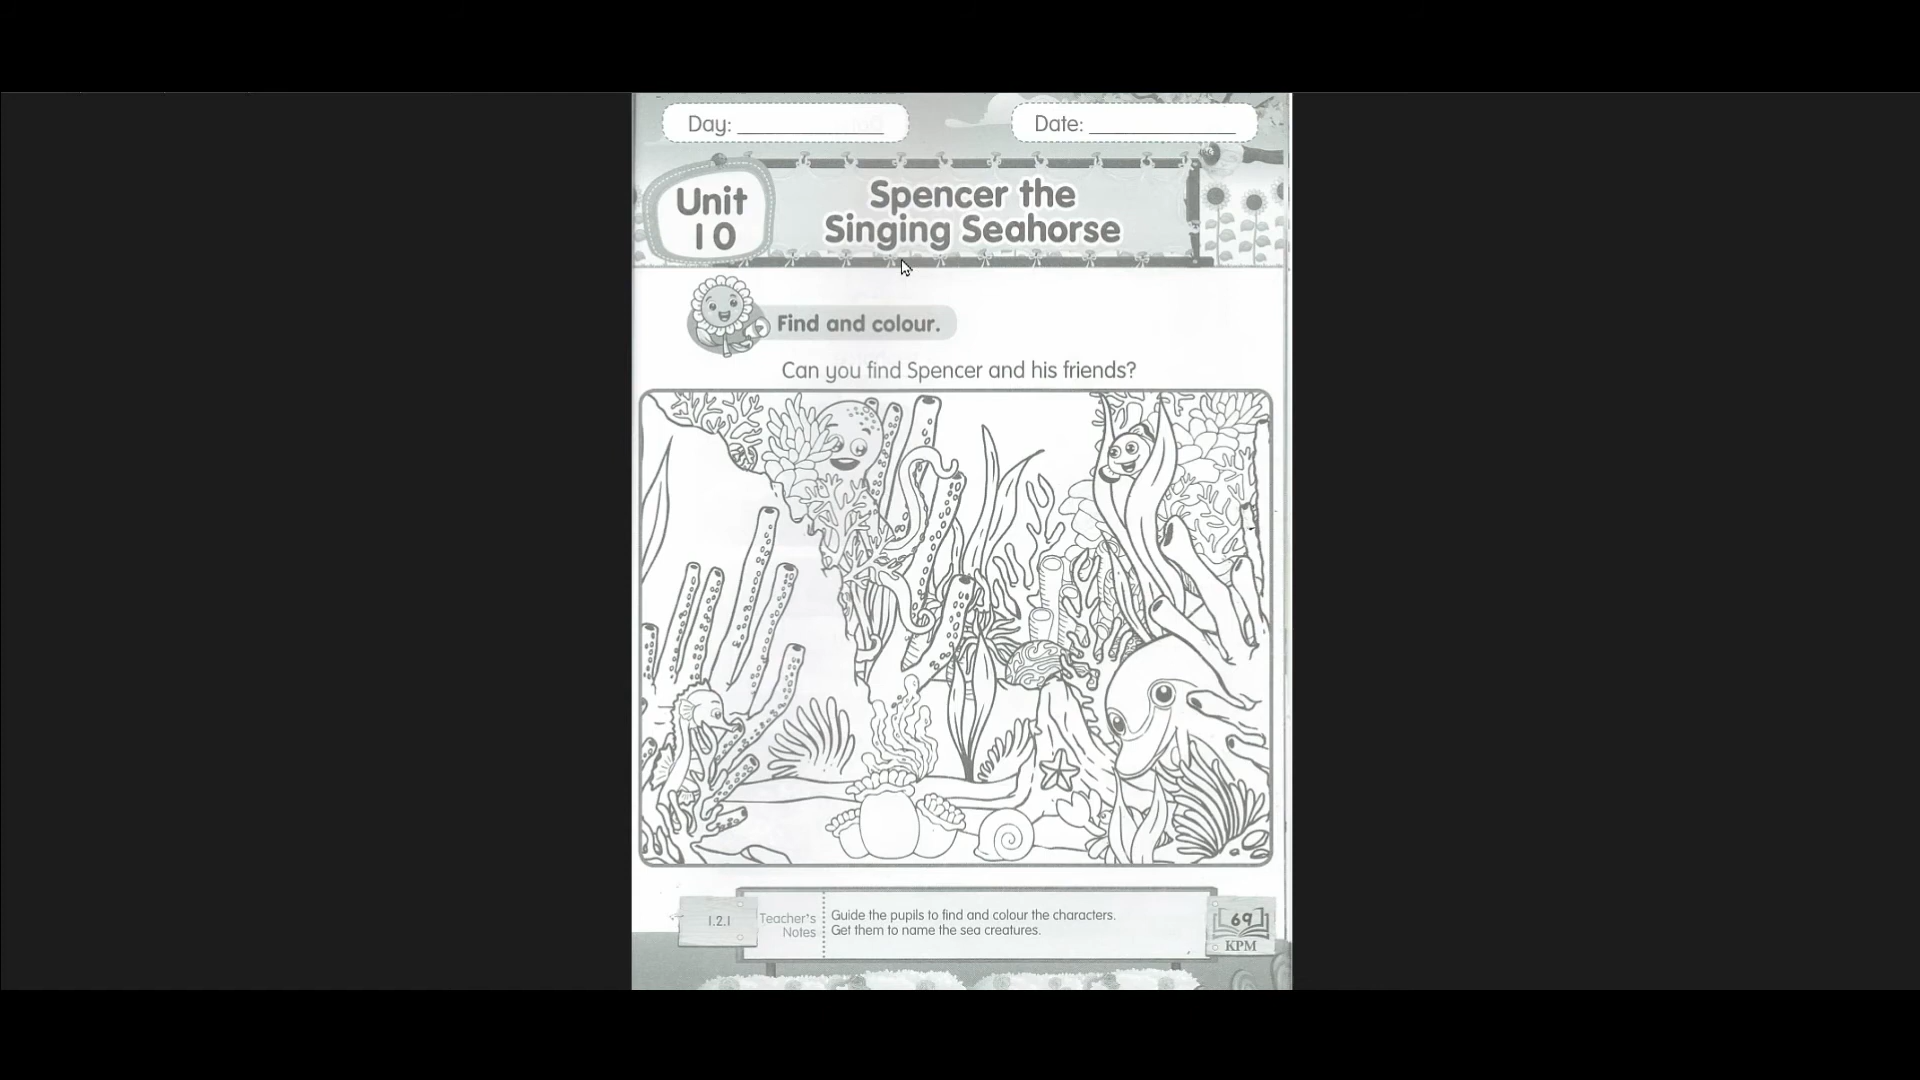 Day: ______________
Date: ______________
Unit
10
Spencer the
Singing Seahorse
Find and colour.
Can you find Spencer and his friends?
1.2.1
Teacher's
Notes
Guide the pupils to find and colour the characters.
Get them to name the sea creatures.
69
KPM